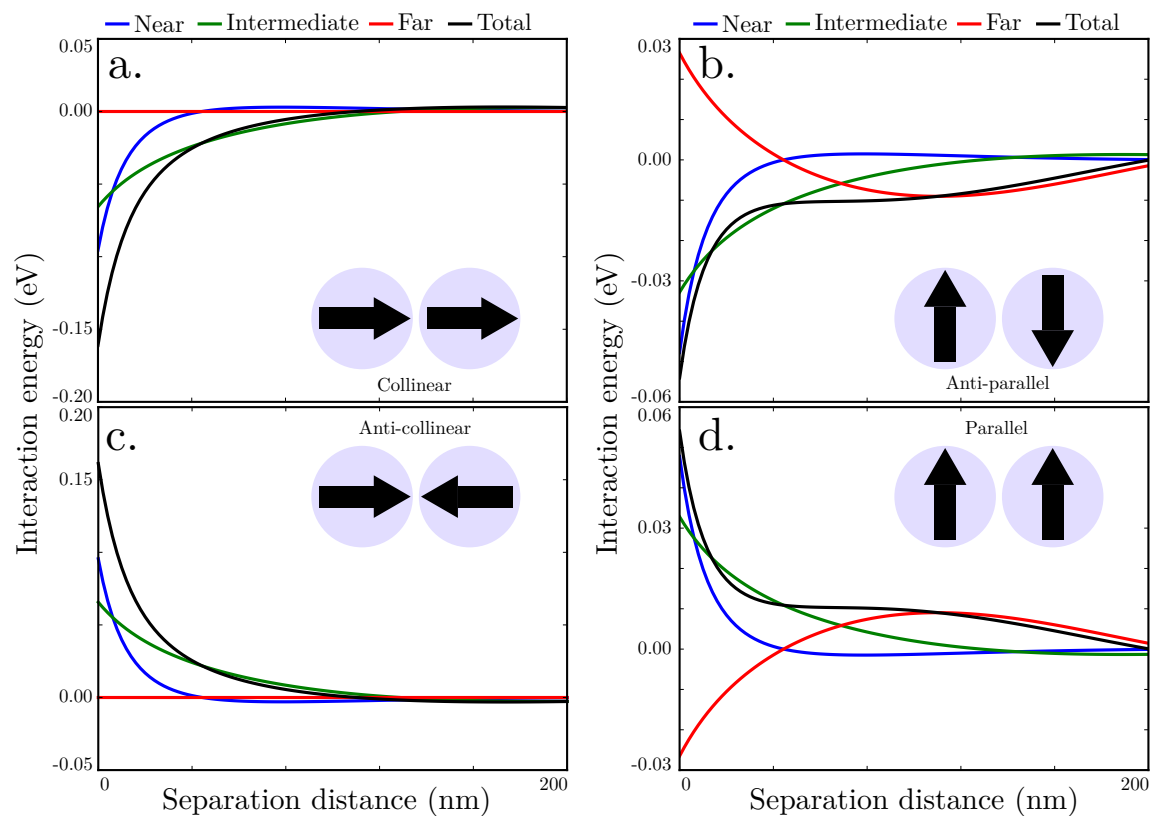 Near Intermediate Far Total
Near Intermediate Far Total
a.
0.05
0.00
-0.15
-0.20
Interaction energy (eV)
Collinear
b.
0.03
0.00
-0.03
-0.06
Interaction energy (eV)
Anti-parallel
c.
0.20
0.15
0.00
-0.05
Anti-collinear
0
200
Separation distance (nm)
d.
0.06
0.03
0.00
-0.03
Parallel
0
200
Separation distance (nm)